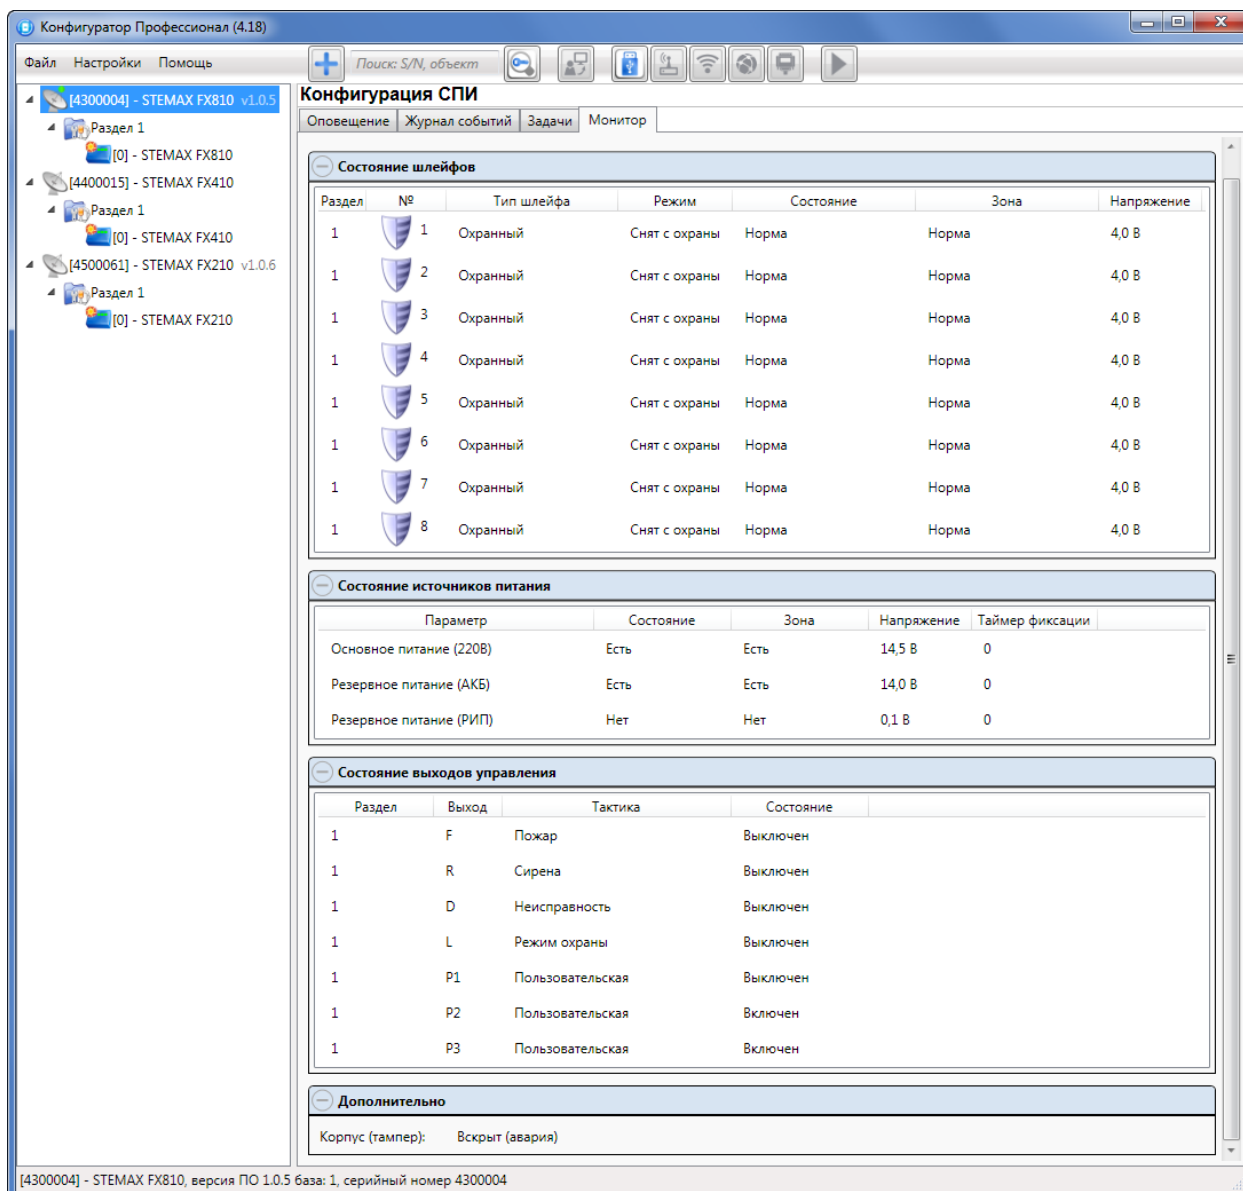 Конфигуратор Профессионал (4.18)
Файл Настройки Помощь
Поиск: S/N, объект
[4300004] - STEMAX FX810 v1.0.5
Раздел 1
[0] - STEMAX FX810
[4400015] - STEMAX FX410
Раздел 1
[0] - STEMAX FX410
[4500061] - STEMAX FX210 v1.0.6
Раздел 1
[0] - STEMAX FX210
Конфигурация СПИ
Оповещение Журнал событий Задачи Монитор
Состояние шлейфов
Раздел № Тип шлейфа Режим Состояние Зона Напряжение
1 1 Охранный Снят с охраны Норма Норма 4,0 В
1 2 Охранный Снят с охраны Норма Норма 4,0 В
1 3 Охранный Снят с охраны Норма Норма 4,0 В
1 4 Охранный Снят с охраны Норма Норма 4,0 В
1 5 Охранный Снят с охраны Норма Норма 4,0 В
1 6 Охранный Снят с охраны Норма Норма 4,0 В
1 7 Охранный Снят с охраны Норма Норма 4,0 В
1 8 Охранный Снят с охраны Норма Норма 4,0 В
Состояние источников питания
Параметр Состояние Зона Напряжение Таймер фиксации
Основное питание (220В) Есть Есть 14,5 В 0
Резервное питание (АКБ) Есть Есть 14,0 В 0
Резервное питание (РИП) Нет Нет 0,1 В 0
Состояние выходов управления
Раздел Выход Тактика Состояние
1 F Пожар Выключен
1 R Сирена Выключен
1 D Неисправность Выключен
1 L Режим охраны Выключен
1 P1 Пользовательская Выключен
1 P2 Пользовательская Включен
1 P3 Пользовательская Включен
Дополнительно
Корпус (тампер): Вскрыт (авария)
[4300004] - STEMAX FX810, версия ПО 1.0.5 база: 1, серийный номер 4300004